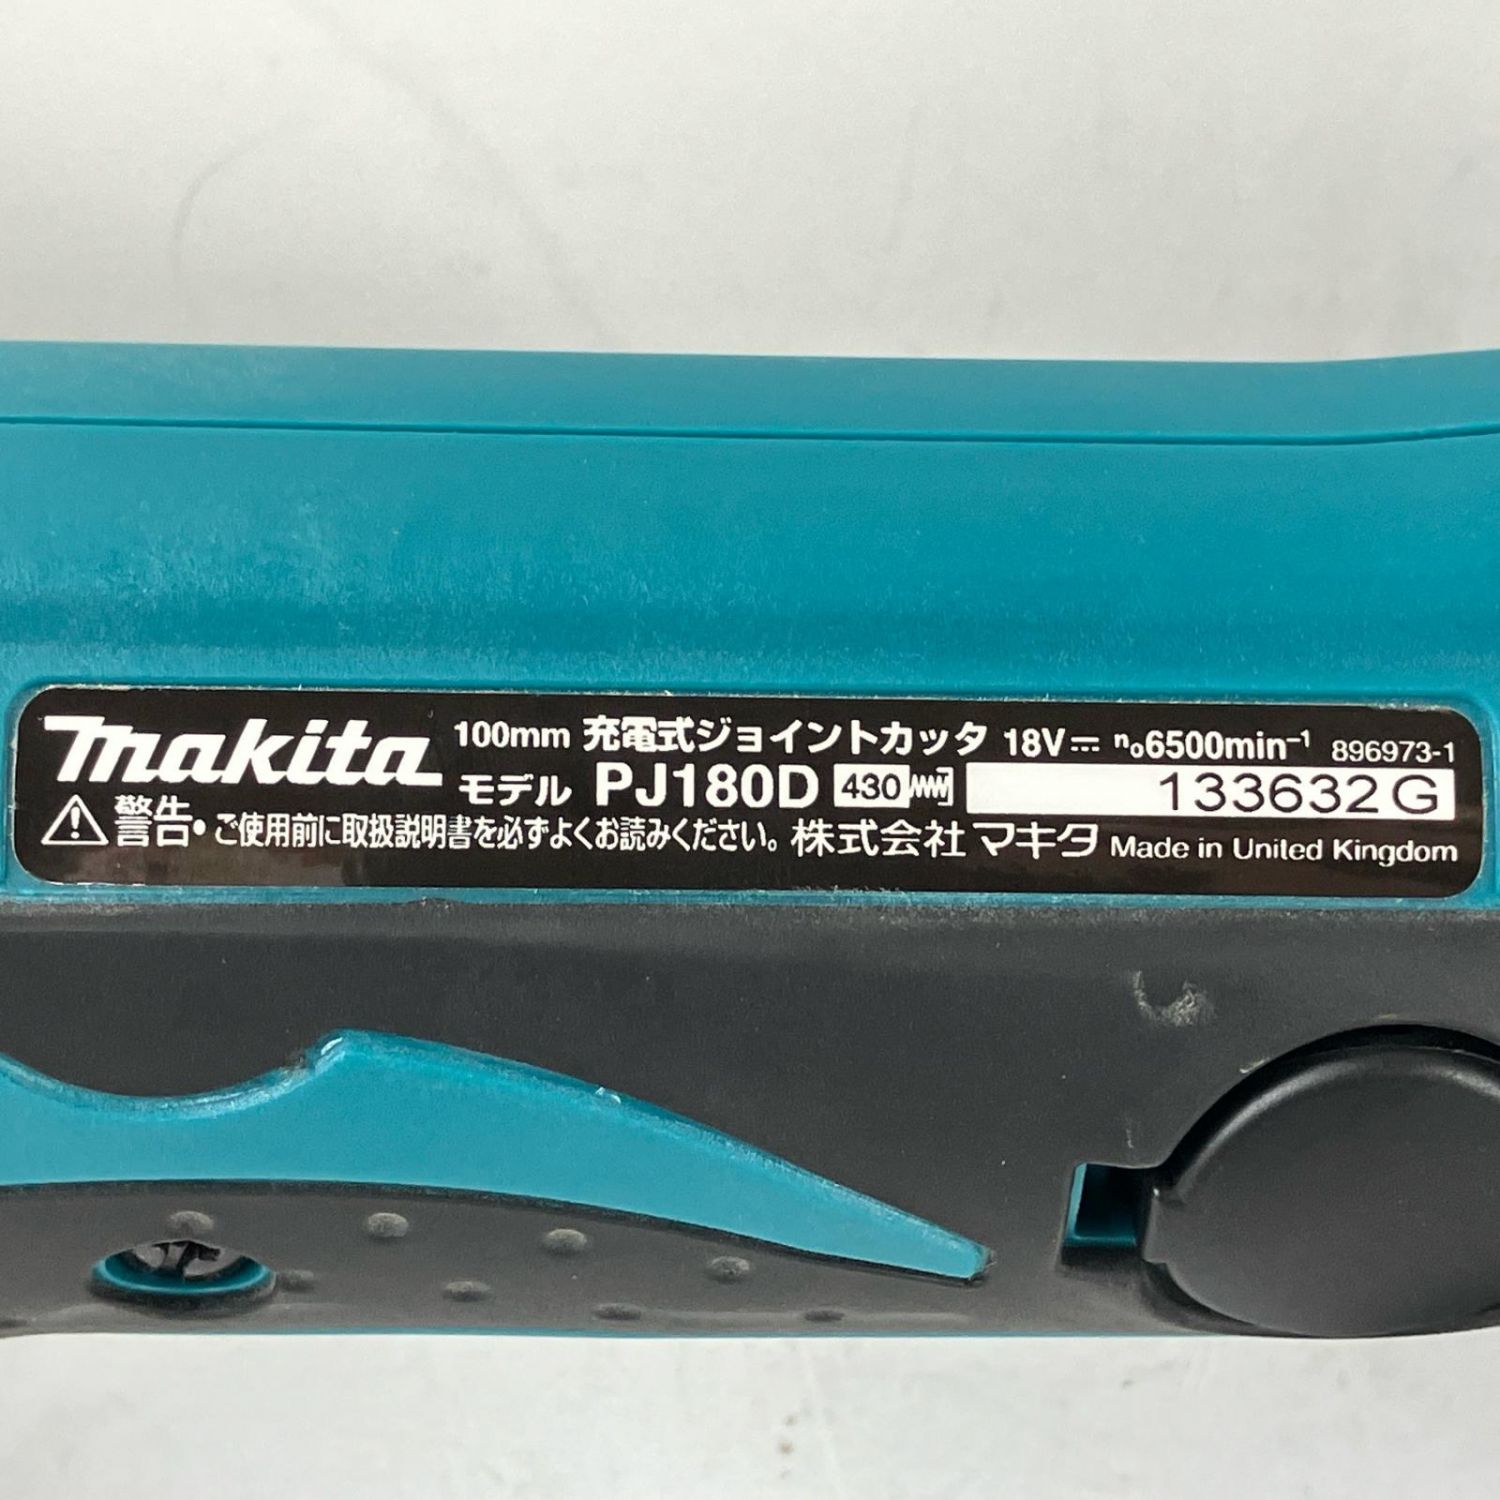 makita 100mm 充電式ジョイントカッタ 18V⎓ n₀6500min⁻¹ 896973-1
モデル PJ180D 430 133632 G
⚠ 警告・ご使用前に取扱説明書を必ずよくお読みください。 株式会社 マキタ Made in United Kingdom